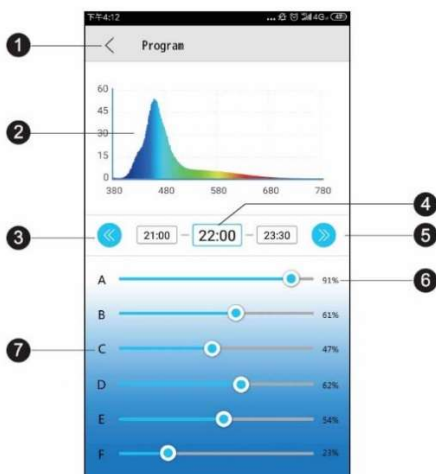 下午4:12 ... 4G
1 < Program
60
45
2 30
15
0
380 480 580 680 780
4
3 « 21:00 – 22:00 – 23:30 » 5
A 91% 6
B 61%
7 C 47%
D 62%
E 54%
F 23%